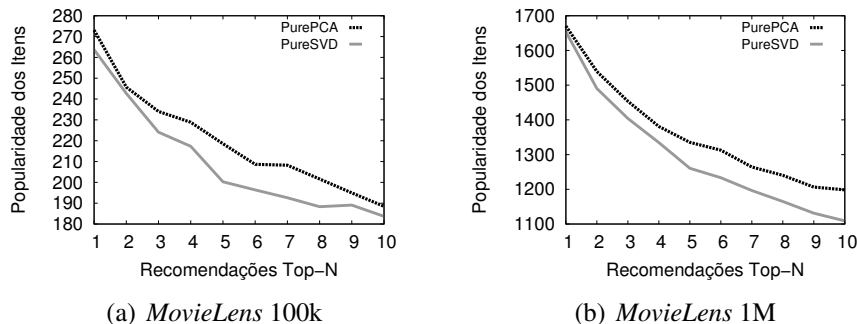 280
270
260
250
240
230
220
210
200
190
180
Popularidade dos Itens
PurePCA
PureSVD
1 2 3 4 5 6 7 8 9 10
Recomendações Top−N
(a) MovieLens 100k
1700
1600
1500
1400
1300
1200
1100
Popularidade dos Itens
PurePCA
PureSVD
1 2 3 4 5 6 7 8 9 10
Recomendações Top−N
(b) MovieLens 1M